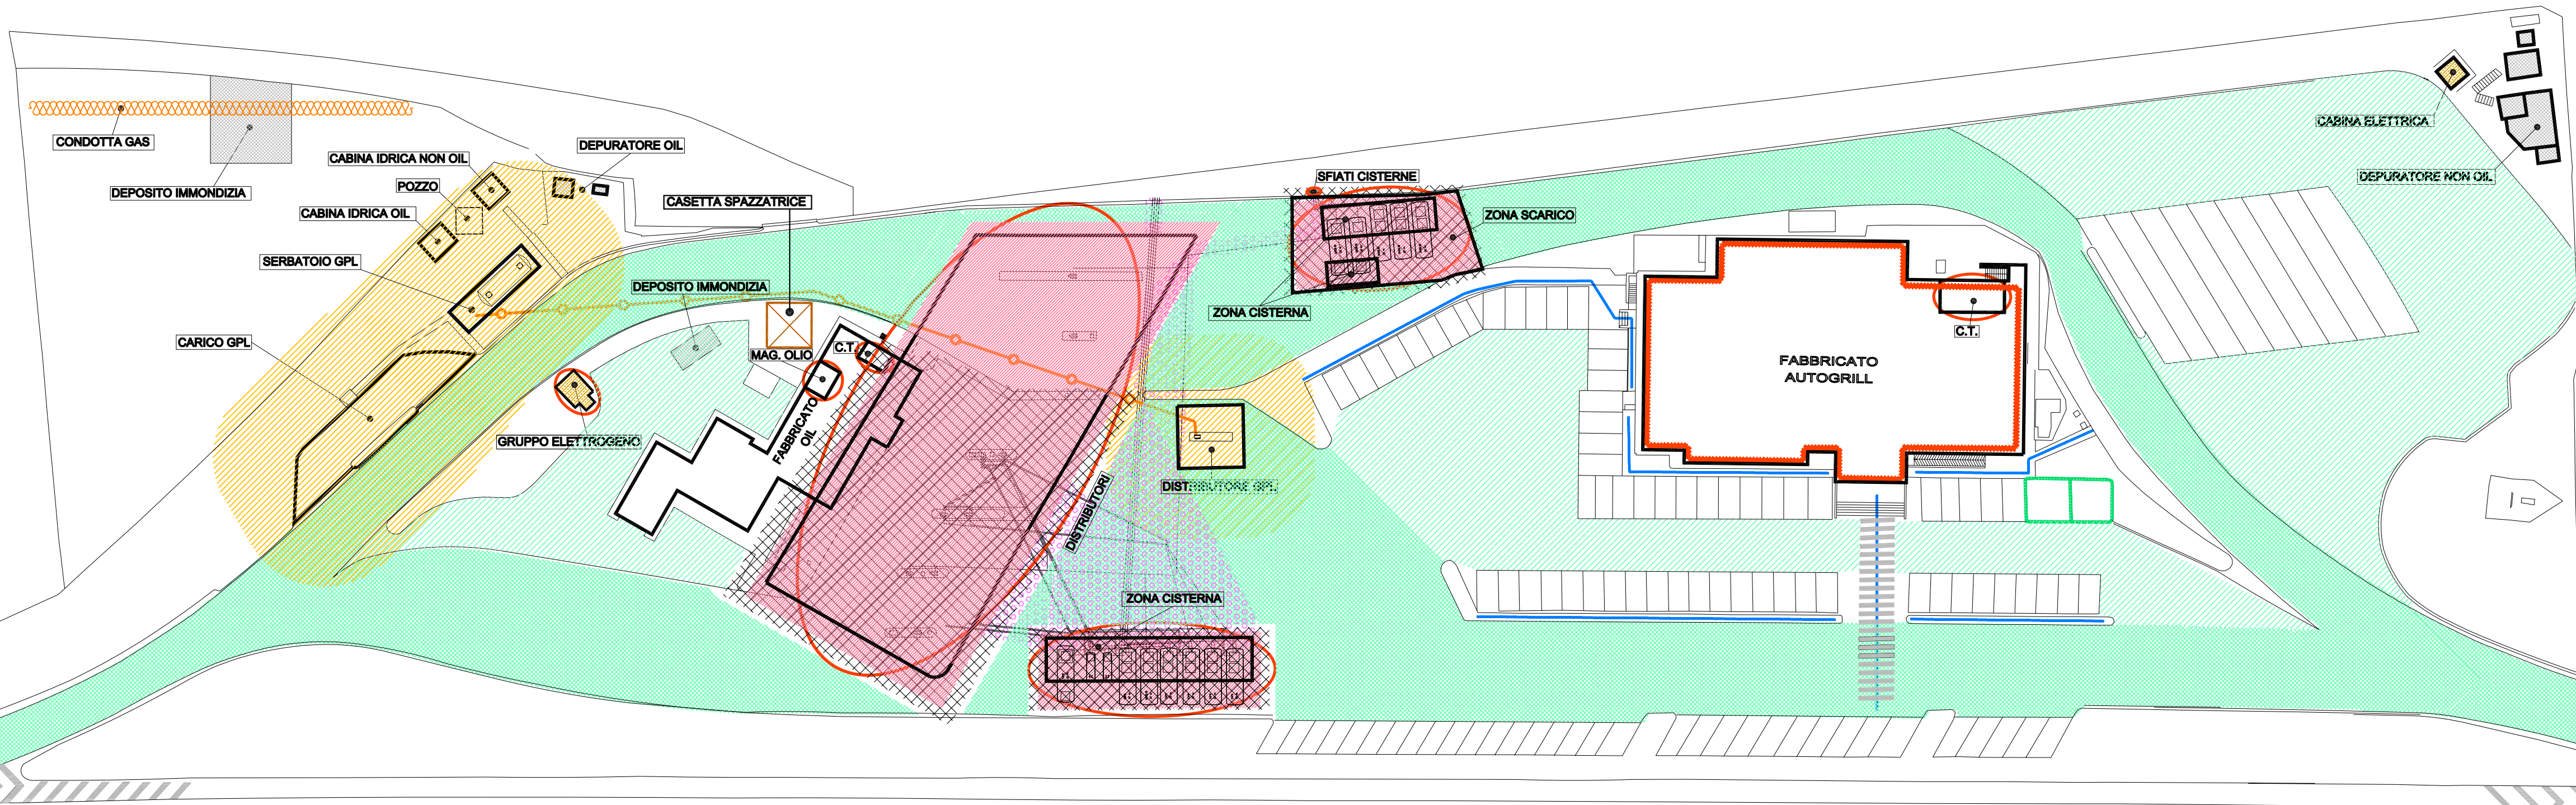 CONDOTTA GAS
DEPOSITO IMMONDIZIA
CABINA IDRICA NON OIL
POZZO
CABINA IDRICA OIL
SERBATOIO GPL
CARICO GPL
DEPURATORE OIL
CASETTA SPAZZATRICE
DEPOSITO IMMONDIZIA
MAG. OLIO
C.T.
GRUPPO ELETTROGENO
FABBRICATO
OIL
DISTRIBUTORI
SFIATI CISTERNE
ZONA SCARICO
ZONA CISTERNA
DISTRIBUTORE GPL
ZONA CISTERNA
FABBRICATO
AUTOGRILL
C.T.
CABINA ELETTRICA
DEPURATORE NON OIL